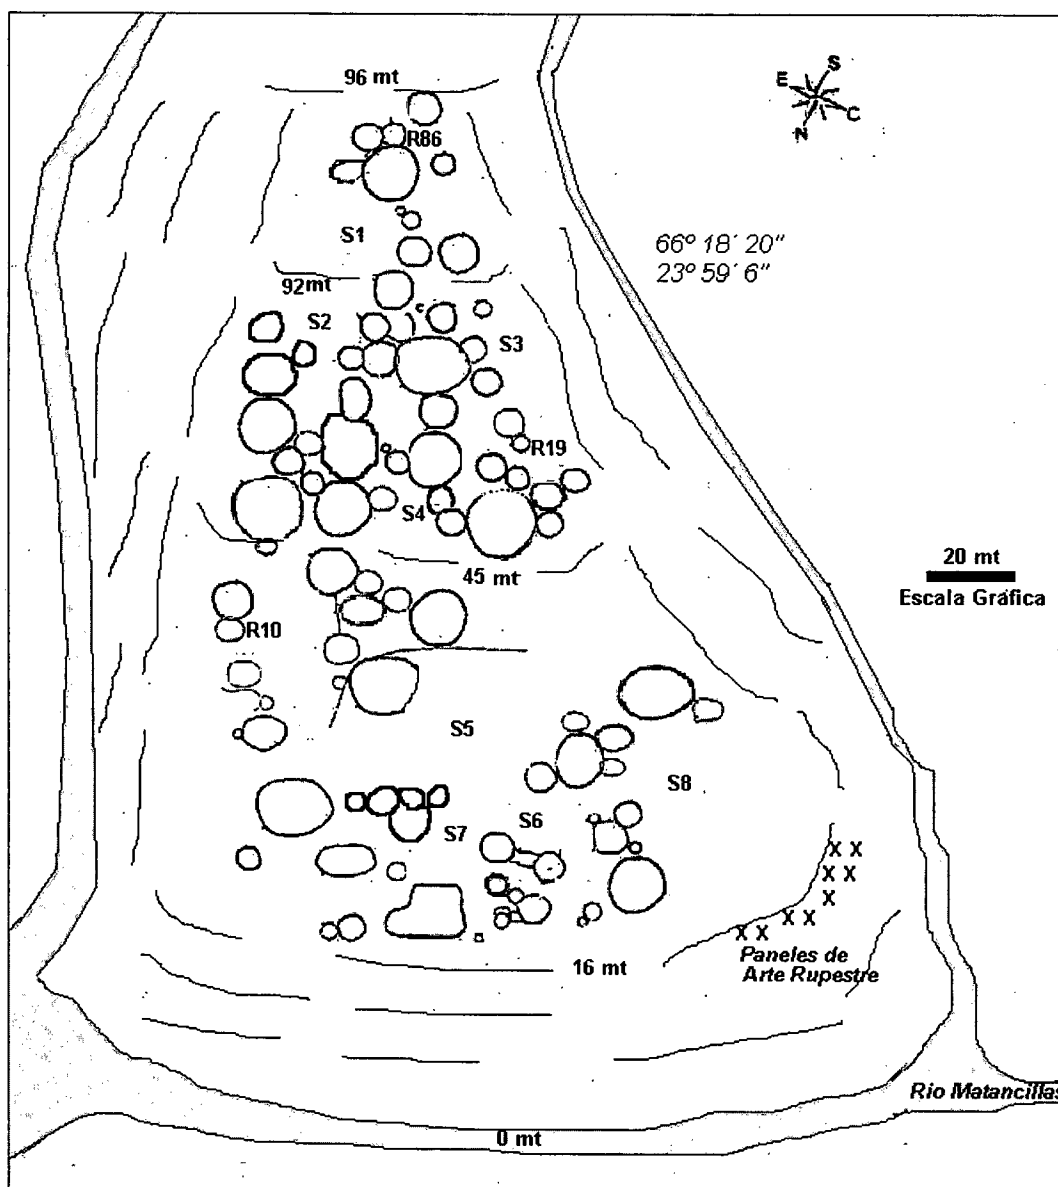 96 mt
S
E
C
N
R86
S1
66º 18´ 20"
23º 59´ 6"
92mt
S2
S3
R19
S4
45 mt
20 mt
Escala Gráfica
R10
S5
S8
S6
S7
X X
X X
X
X X
X X
Paneles de
Arte Rupestre
16 mt
Rio Matancillas
0 mt